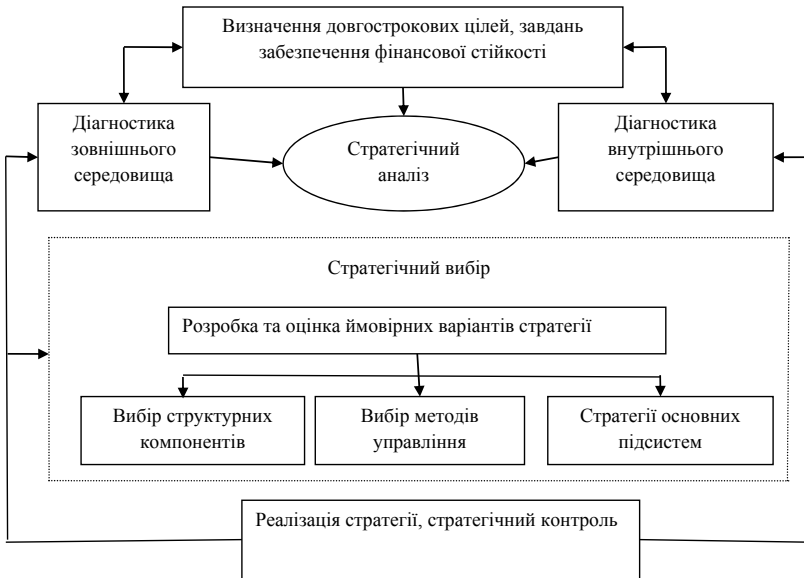 Визначення довгострокових цілей, завдань
забезпечення фінансової стійкості
Діагностика
зовнішнього
середовища
Стратегічний
аналіз
Діагностика
внутрішнього
середовища
Стратегічний вибір
Розробка та оцінка ймовірних варіантів стратегії
Вибір структурних
компонентів
Вибір методів
управління
Стратегії основних
підсистем
Реалізація стратегії, стратегічний контроль